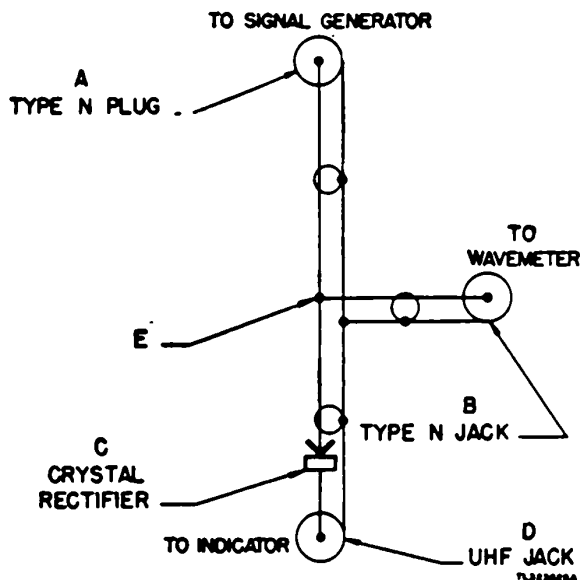 TO SIGNAL GENERATOR
A
TYPE N PLUG
TO
WAVEMETER
E
B
TYPE N JACK
C
CRYSTAL
RECTIFIER
TO INDICATOR
D
UHF JACK